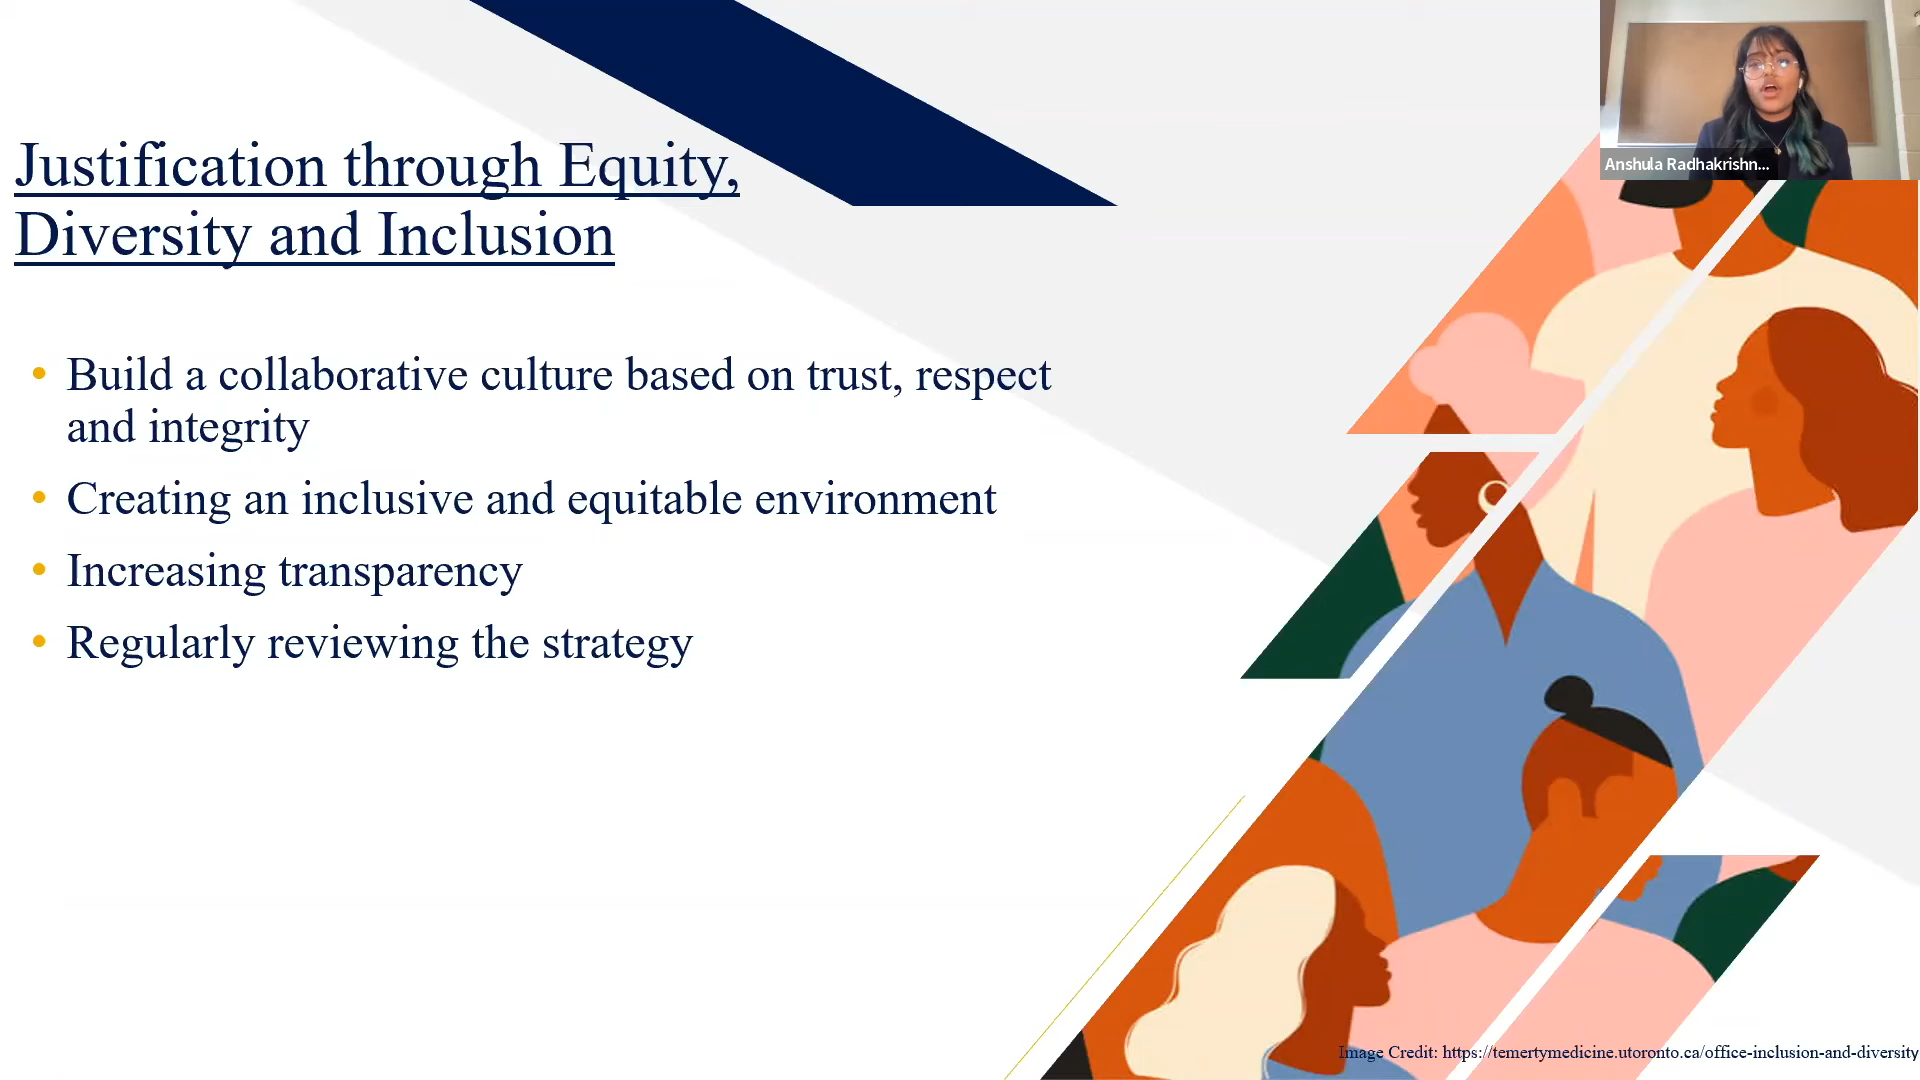 Justification through Equity,
Diversity and Inclusion
• Build a collaborative culture based on trust, respect
and integrity
• Creating an inclusive and equitable environment
• Increasing transparency
• Regularly reviewing the strategy
Anshula Radhakrishn...
Image Credit: https://temertymedicine.utoronto.ca/office-inclusion-and-diversity